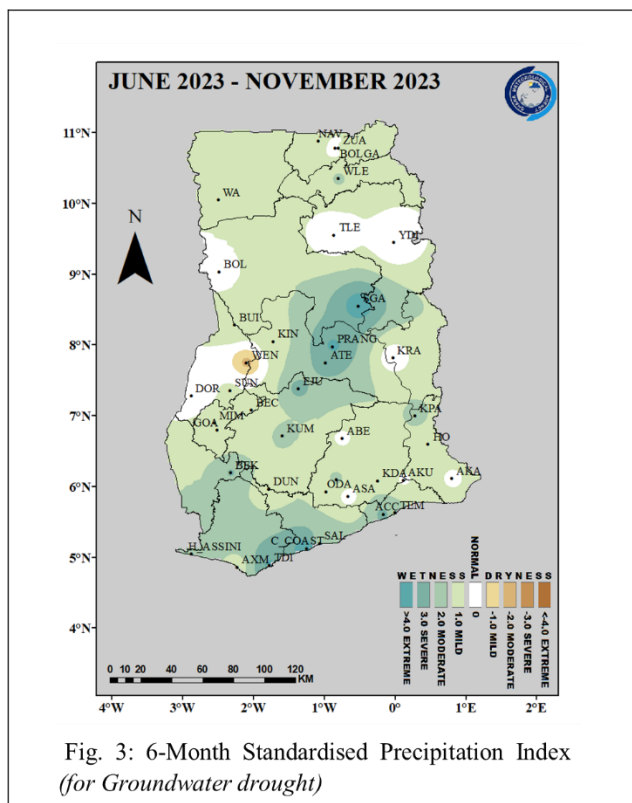 JUNE 2023 - NOVEMBER 2023
11°N
10°N
9°N
8°N
7°N
6°N
5°N
4°N
N
NAV
ZUA
BOLGA
WLE
WA
TLE
YDI
BOL
SGA
BUI
KIN
PRANG
WEN
ATE
KRA
SUN
EJU
DOR
BEC
KPA
MIM
GOA
KUM
ABE
HO
BEK
DUN
ODA
ASA
KDA
AKU
AKA
ACC
TEM
H_ASSINI
C_COAST
SAL
AXM
TDI
WETNESS
NORMAL
DRYNESS
>4.0 EXTREME
3.0 SEVERE
2.0 MODERATE
1.0 MILD
0
-1.0 MILD
-2.0 MODERATE
-3.0 SEVERE
<-4.0 EXTREME
0 10 20 40 60 80 100 120
KM
4°W
3°W
2°W
1°W
0°
1°E
2°E
Fig. 3: 6-Month Standardised Precipitation Index
(for Groundwater drought)